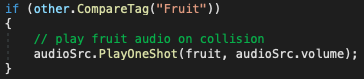 if (other.CompareTag("Fruit"))
{
// play fruit audio on collision
audioSrc.PlayOneShot(fruit, audioSrc.volume);
}